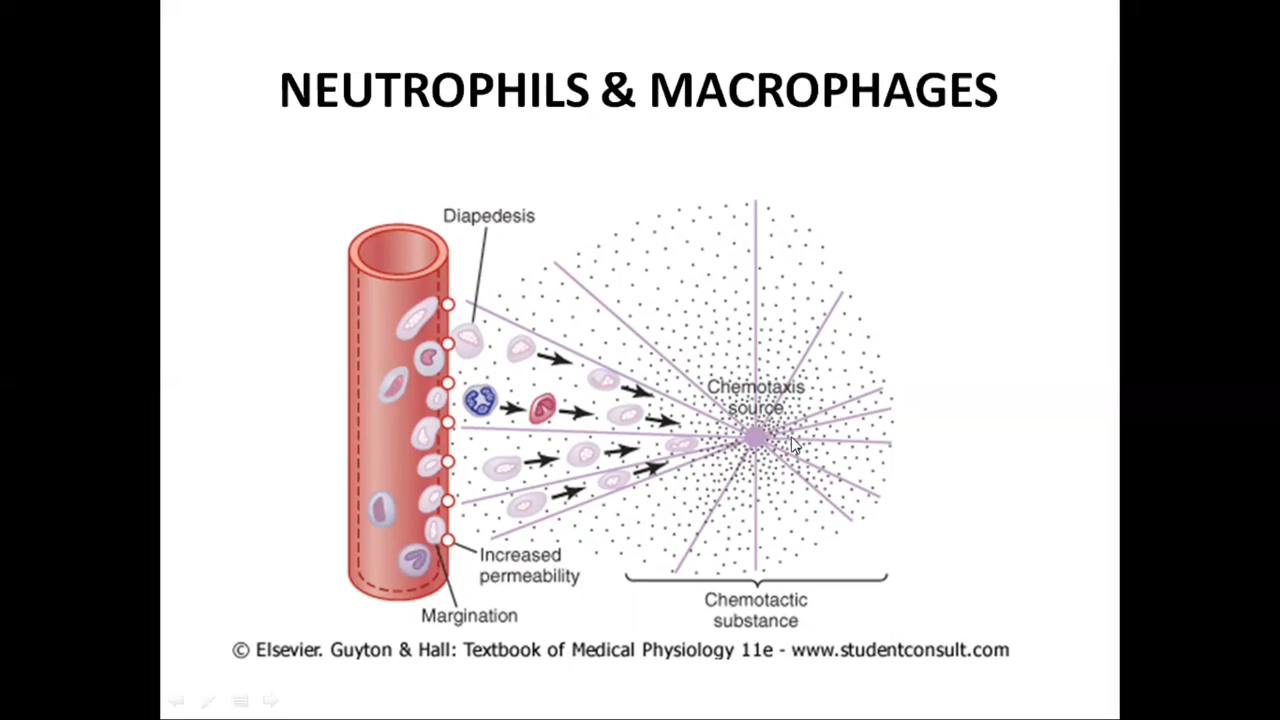 NEUTROPHILS & MACROPHAGES
Diapedesis
Chemotaxis
source
Increased
permeability
Margination
Chemotactic
substance
© Elsevier. Guyton & Hall: Textbook of Medical Physiology 11e - www.studentconsult.com